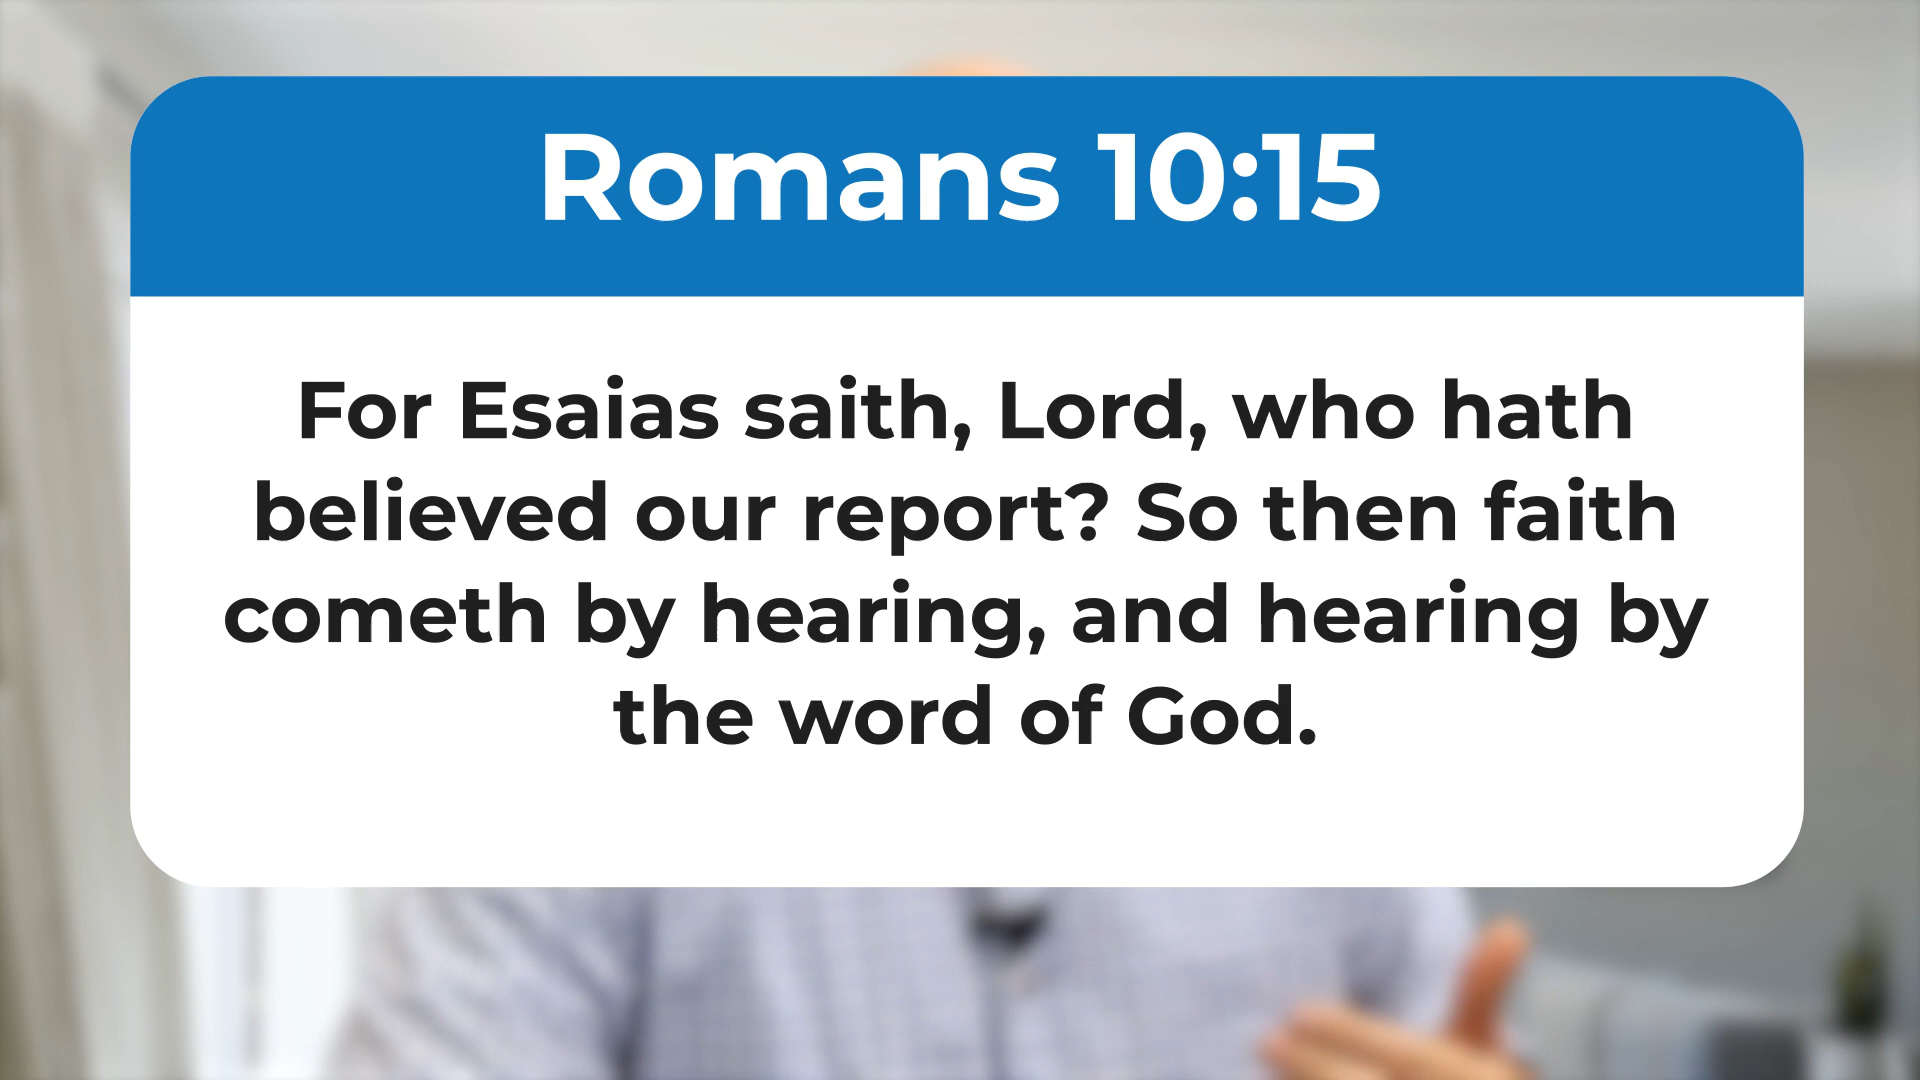 Romans 10:15
For Esaias saith, Lord, who hath
believed our report? So then faith
cometh by hearing, and hearing by
the word of God.